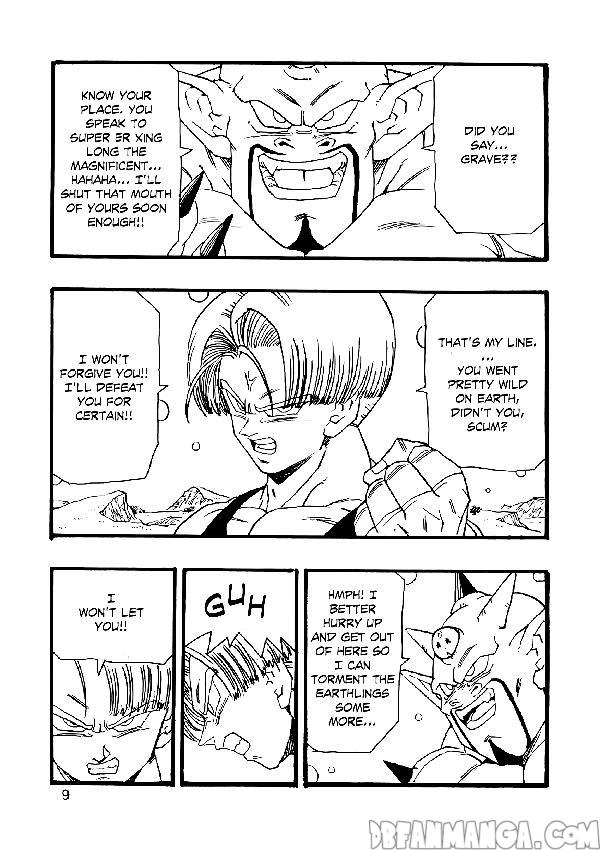 DID YOU
SAY...
GRAVE??
KNOW YOUR
PLACE. YOU
SPEAK TO
SUPER ER XING
LONG THE
MAGNIFICENT...
HAHAHA... I'LL
SHUT THAT MOUTH
OF YOURS SOON
ENOUGH!!
THAT'S MY LINE.
...
YOU WENT
PRETTY WILD
ON EARTH,
DIDN'T YOU,
SCUM?
I WON'T
FORGIVE YOU!!
I'LL DEFEAT
YOU FOR
CERTAIN!!
HMPH! I
BETTER
HURRY UP
AND GET OUT
OF HERE SO
I CAN
TORMENT THE
EARTHLINGS
SOME
MORE...
GUH
I
WON'T LET
YOU!!
9
DBFANMANGA.COM